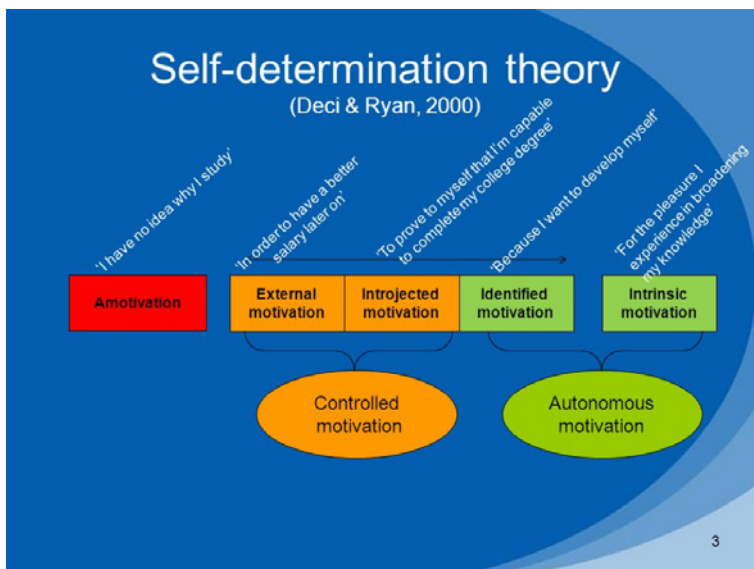 Self-determination theory
(Deci & Ryan, 2000)
'I have no idea why I study'
'In order to have a better
salary later on'
'To prove to myself that I'm capable
to complete my college degree'
'Because I want to develop myself'
'For the pleasure I
experience in broadening
my knowledge'
Amotivation
External
motivation
Introjected
motivation
Identified
motivation
Intrinsic
motivation
Controlled
motivation
Autonomous
motivation
3